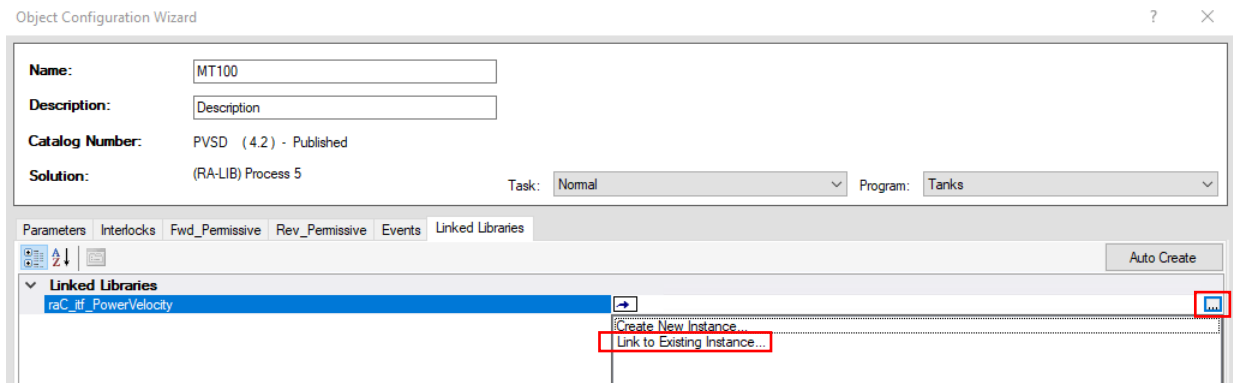 Object Configuration Wizard ?
Name: MT100
Description: Description
Catalog Number: PVSD (4.2) - Published
Solution: (RA-LIB) Process 5 Task: Normal Program: Tanks
Parameters Interlocks Fwd_Permissive Rev_Permissive Events Linked Libraries
Auto Create
Linked Libraries
raC_itf_PowerVelocity ...
Create New Instance...
Link to Existing Instance...